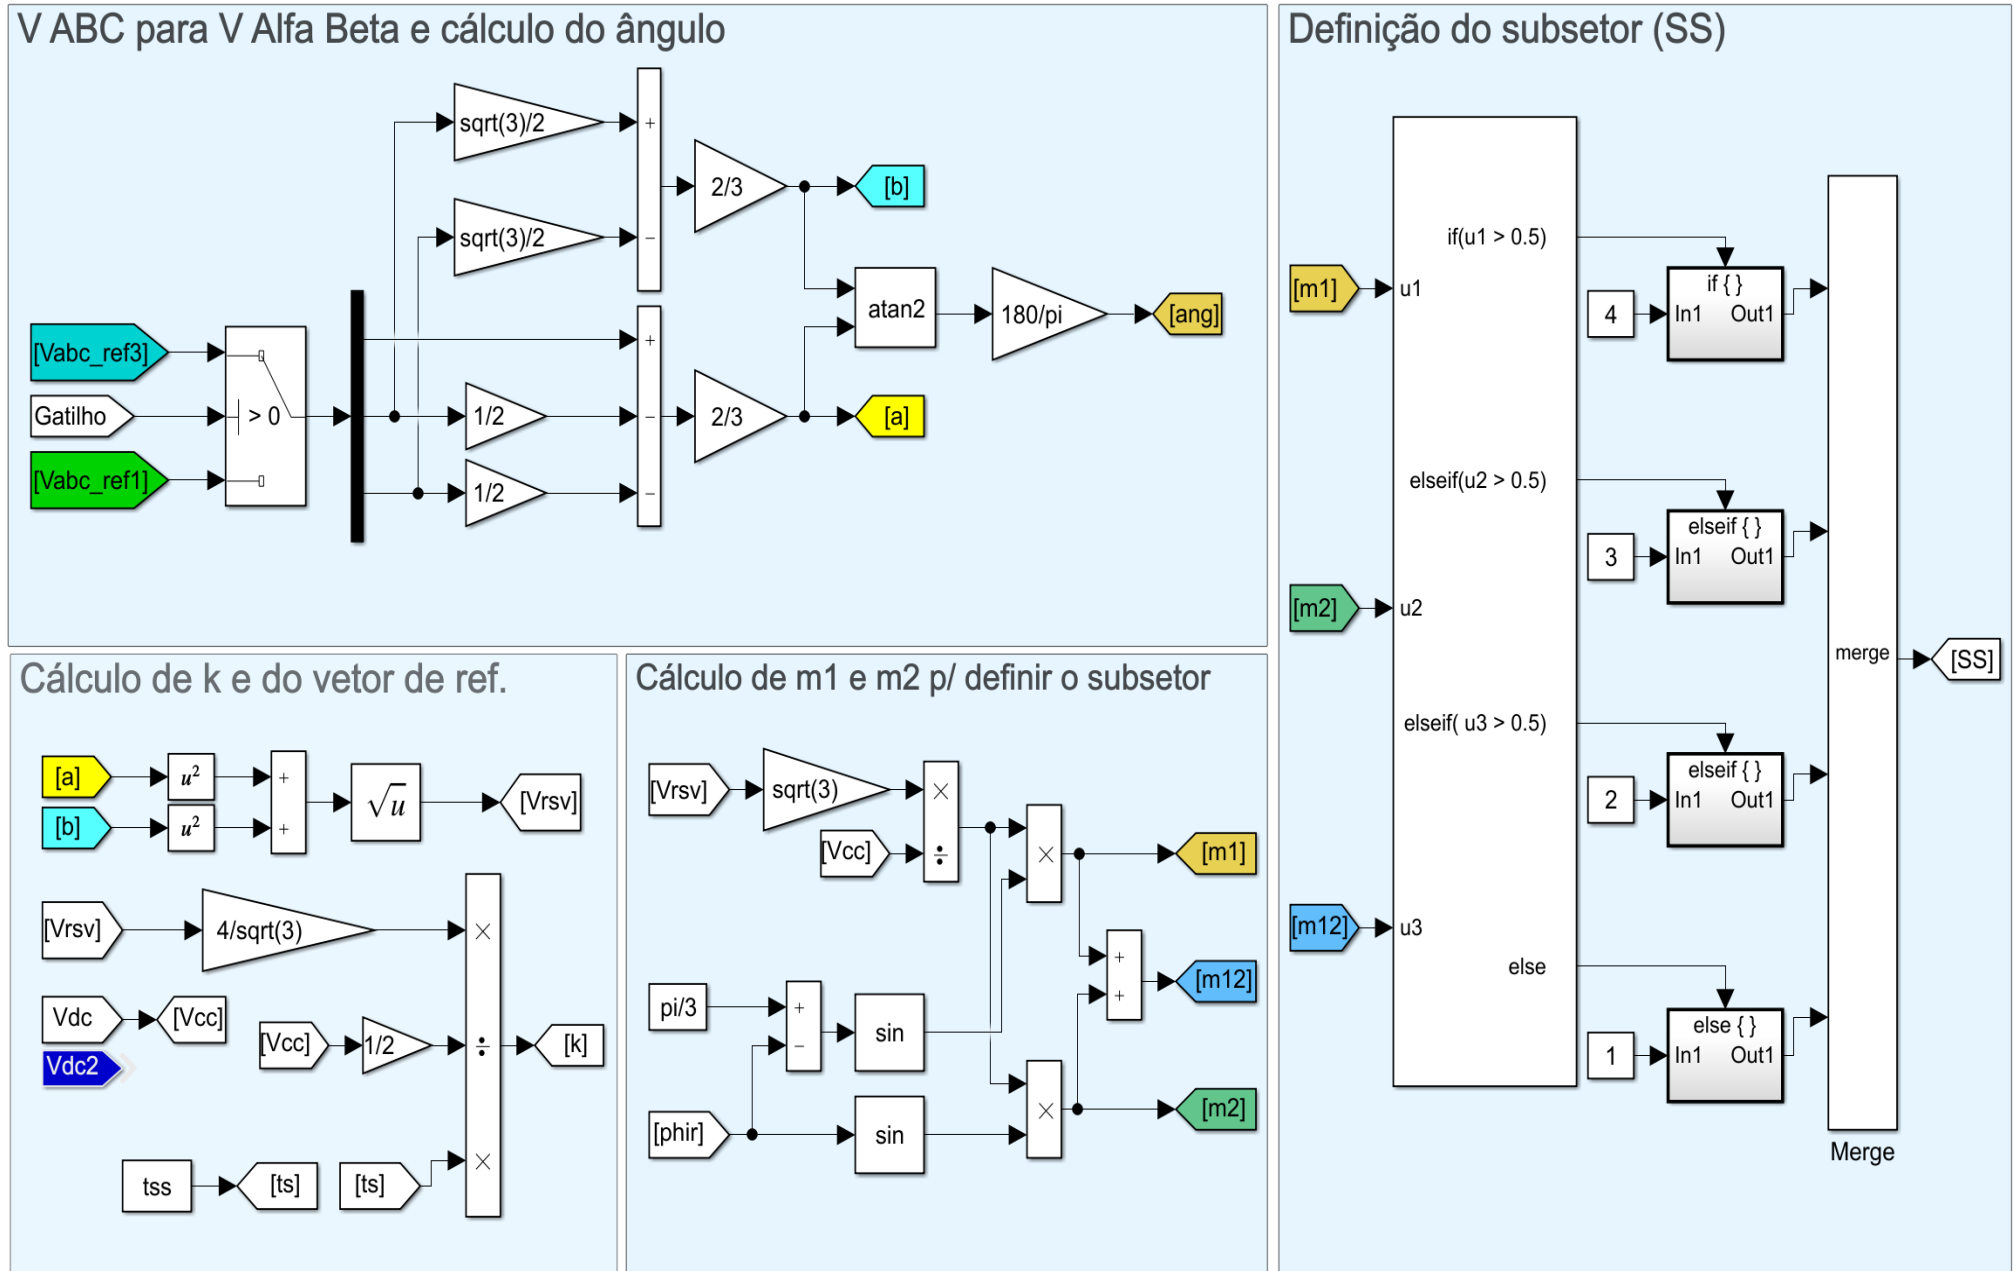 V ABC para V Alfa Beta e cálculo do ângulo
sqrt(3)/2
+
2/3
[b]
sqrt(3)/2
−
atan2
180/pi
[ang]
[Vabc_ref3]
+
Gatilho
> 0
1/2
−
2/3
[a]
[Vabc_ref1]
1/2
−
Definição do subsetor (SS)
if(u1 > 0.5)
[m1]
u1
4
if { }
In1 Out1
elseif(u2 > 0.5)
3
elseif { }
In1 Out1
[m2]
u2
merge
[SS]
elseif( u3 > 0.5)
2
elseif { }
In1 Out1
[m12]
u3
else
1
else { }
In1 Out1
Merge
Cálculo de k e do vetor de ref.
[a]
u²
+
√u
[Vrsv]
[b]
u²
+
[Vrsv]
4/sqrt(3)
×
Vdc
[Vcc]
[Vcc]
1/2
÷
[k]
Vdc2
tss
[ts]
[ts]
×
Cálculo de m1 e m2 p/ definir o subsetor
[Vrsv]
sqrt(3)
×
[Vcc]
÷
×
[m1]
+
[m12]
+
pi/3
+
−
sin
[phir]
sin
×
[m2]